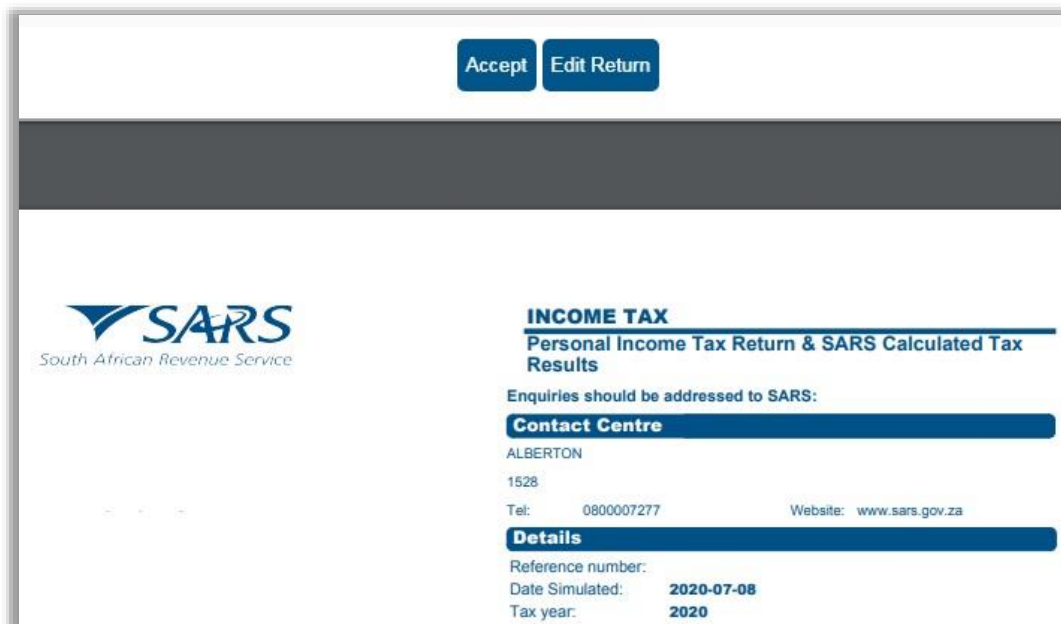 Accept Edit Return
SARS
South African Revenue Service
INCOME TAX
Personal Income Tax Return & SARS Calculated Tax
Results
Enquiries should be addressed to SARS:
Contact Centre
ALBERTON
1528
Tel: 0800007277 Website: www.sars.gov.za
Details
Reference number:
Date Simulated: 2020-07-08
Tax year: 2020